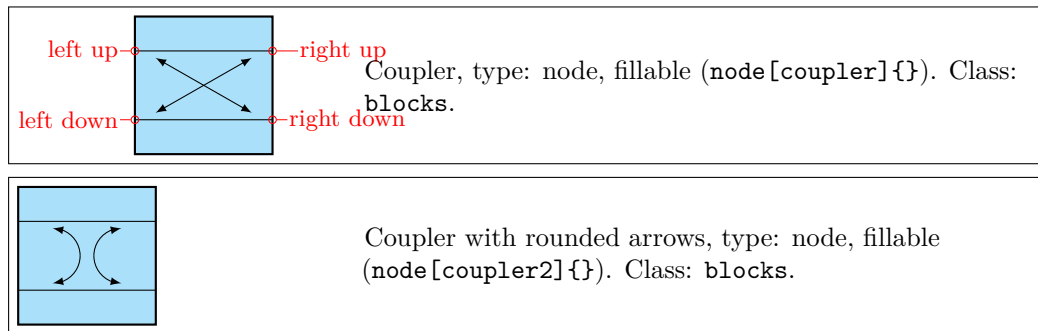 left up
right up
left down
right down
Coupler, type: node, fillable (node[coupler]{}). Class:
blocks.
Coupler with rounded arrows, type: node, fillable
(node[coupler2]{}). Class: blocks.